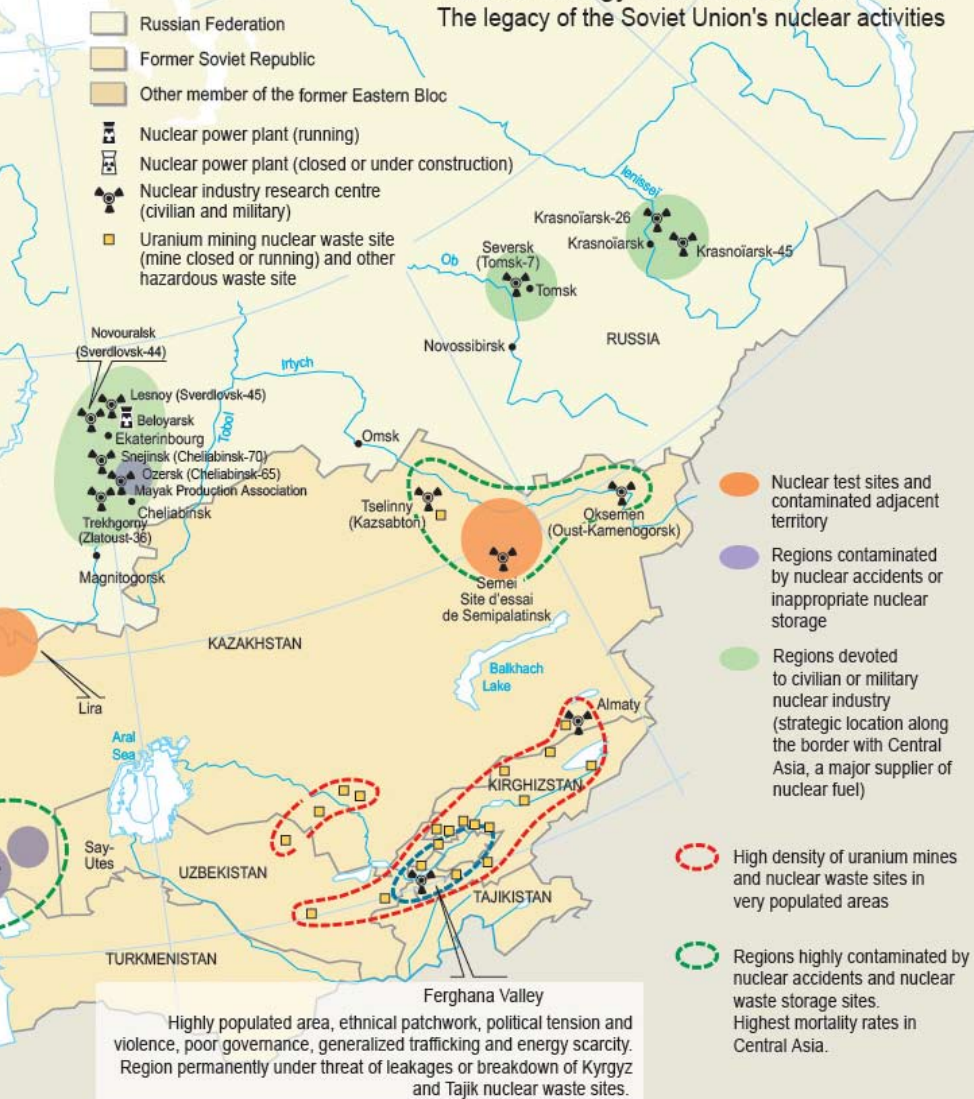 The legacy of the Soviet Union's nuclear activities
Russian Federation
Former Soviet Republic
Other member of the former Eastern Bloc
Nuclear power plant (running)
Nuclear power plant (closed or under construction)
Nuclear industry research centre
(civilian and military)
Uranium mining nuclear waste site
(mine closed or running) and other
hazardous waste site
Ienisseï
Krasnoïarsk-26
Krasnoïarsk
Krasnoïarsk-45
Seversk
(Tomsk-7)
Ob
Tomsk
Novossibirsk
RUSSIA
Novouralsk
(Sverdlovsk-44)
Irtych
Lesnoy (Sverdlovsk-45)
Beloyarsk
Ekaterinbourg
Tobol
Omsk
Snejinsk (Cheliabinsk-70)
Ozersk (Cheliabinsk-65)
Mayak Production Association
Cheliabinsk
Trekhgorny
(Zlatoust-36)
Magnitogorsk
Tselinny
(Kazsabton)
Oksemen
(Oust-Kamenogorsk)
Semei
Site d'essai
de Semipalatinsk
KAZAKHSTAN
Balkhach
Lake
Lira
Almaty
Aral
Sea
KIRGHIZSTAN
Say-
Utes
UZBEKISTAN
TAJIKISTAN
TURKMENISTAN
Ferghana Valley
Highly populated area, ethnical patchwork, political tension and
violence, poor governance, generalized trafficking and energy scarcity.
Region permanently under threat of leakages or breakdown of Kyrgyz
and Tajik nuclear waste sites.
Nuclear test sites and
contaminated adjacent
territory
Regions contaminated
by nuclear accidents or
inappropriate nuclear
storage
Regions devoted
to civilian or military
nuclear industry
(strategic location along
the border with Central
Asia, a major supplier of
nuclear fuel)
High density of uranium mines
and nuclear waste sites in
very populated areas
Regions highly contaminated by
nuclear accidents and nuclear
waste storage sites.
Highest mortality rates in
Central Asia.